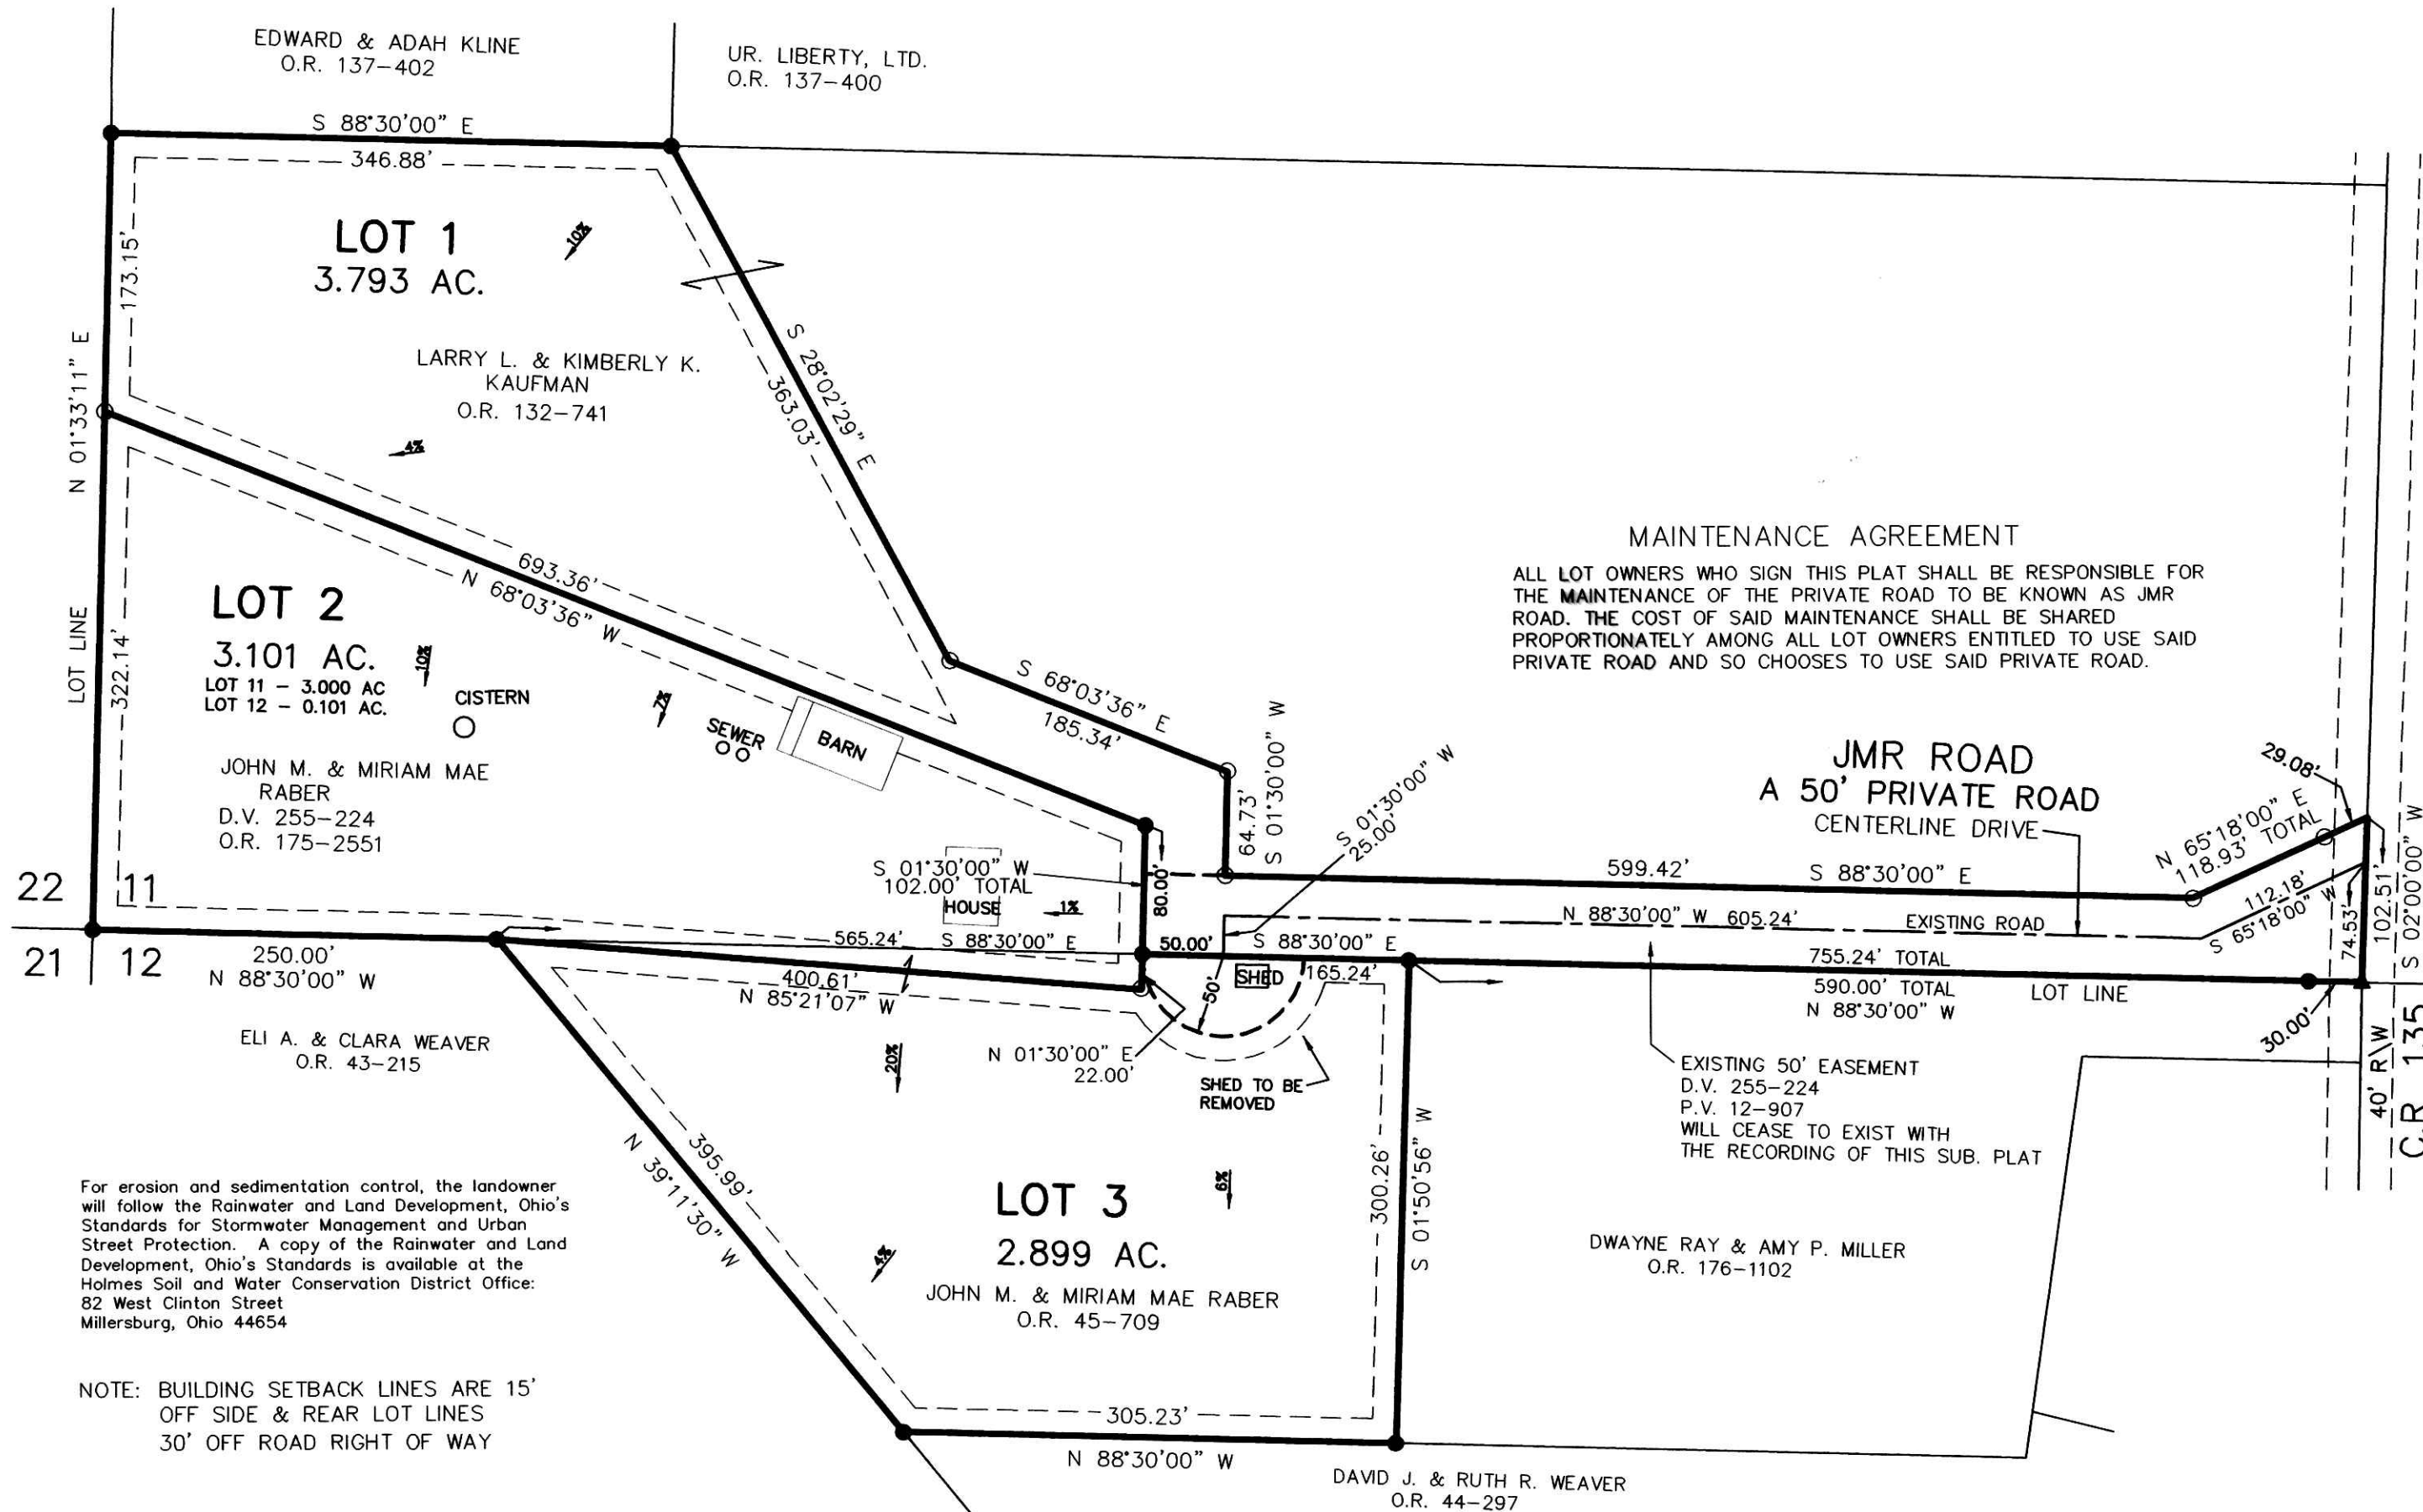 EDWARD & ADAH KLINE
O.R. 137-402
UR. LIBERTY, LTD.
O.R. 137-400
S 88°30'00" E
346.88'
173.15'
LOT 1
3.793 AC.
10%
N 01°33'11" E
LARRY L. & KIMBERLY K.
KAUFMAN
O.R. 132-741
S 28°02'29" E
363.03'
4%
693.36'
N 68°03'36" W
LOT LINE
322.14'
LOT 2
3.101 AC.
LOT 11 - 3.000 AC
LOT 12 - 0.101 AC.
10%
CISTERN
7%
SEWER
BARN
JOHN M. & MIRIAM MAE
RABER
D.V. 255-224
O.R. 175-2551
S 68°03'36" E
185.34'
64.73'
S 01°30'00" W
S 01°30'00" W
25.00'
MAINTENANCE AGREEMENT
ALL LOT OWNERS WHO SIGN THIS PLAT SHALL BE RESPONSIBLE FOR
THE MAINTENANCE OF THE PRIVATE ROAD TO BE KNOWN AS JMR
ROAD. THE COST OF SAID MAINTENANCE SHALL BE SHARED
PROPORTIONATELY AMONG ALL LOT OWNERS ENTITLED TO USE SAID
PRIVATE ROAD AND SO CHOOSES TO USE SAID PRIVATE ROAD.
JMR ROAD
A 50' PRIVATE ROAD
CENTERLINE DRIVE
29.08'
N 65°18'00" E
118.93' TOTAL
112.18'
S 65°18'00" W
74.53'
102.51'
S 02°00'00" W
22
11
21
12
S 01°30'00" W
102.00' TOTAL
HOUSE
1%
80.00'
599.42'
S 88°30'00" E
N 88°30'00" W 605.24'
EXISTING ROAD
250.00'
N 88°30'00" W
565.24'
S 88°30'00" E
50.00'
S 88°30'00" E
400.61'
N 85°21'07" W
50'
SHED
165.24'
755.24' TOTAL
590.00' TOTAL
N 88°30'00" W
LOT LINE
30.00'
40' R\W
C.R. 135
ELI A. & CLARA WEAVER
O.R. 43-215
20%
N 01°30'00" E
22.00'
SHED TO BE
REMOVED
EXISTING 50' EASEMENT
D.V. 255-224
P.V. 12-907
WILL CEASE TO EXIST WITH
THE RECORDING OF THIS SUB. PLAT
395.99'
N 39°11'30" W
LOT 3
2.899 AC.
4%
6%
300.26'
S 01°50'56" W
JOHN M. & MIRIAM MAE RABER
O.R. 45-709
DWAYNE RAY & AMY P. MILLER
O.R. 176-1102
For erosion and sedimentation control, the landowner
will follow the Rainwater and Land Development, Ohio's
Standards for Stormwater Management and Urban
Street Protection. A copy of the Rainwater and Land
Development, Ohio's Standards is available at the
Holmes Soil and Water Conservation District Office:
82 West Clinton Street
Millersburg, Ohio 44654
NOTE: BUILDING SETBACK LINES ARE 15'
OFF SIDE & REAR LOT LINES
30' OFF ROAD RIGHT OF WAY
305.23'
N 88°30'00" W
DAVID J. & RUTH R. WEAVER
O.R. 44-297